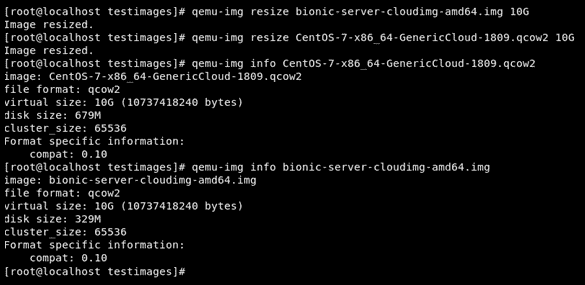 [root@localhost testimages]# qemu-img resize bionic-server-cloudimg-amd64.img 10G
Image resized.
[root@localhost testimages]# qemu-img resize CentOS-7-x86_64-GenericCloud-1809.qcow2 10G
Image resized.
[root@localhost testimages]# qemu-img info CentOS-7-x86_64-GenericCloud-1809.qcow2
image: CentOS-7-x86_64-GenericCloud-1809.qcow2
file format: qcow2
virtual size: 10G (10737418240 bytes)
disk size: 679M
cluster_size: 65536
Format specific information:
    compat: 0.10
[root@localhost testimages]# qemu-img info bionic-server-cloudimg-amd64.img
image: bionic-server-cloudimg-amd64.img
file format: qcow2
virtual size: 10G (10737418240 bytes)
disk size: 329M
cluster_size: 65536
Format specific information:
    compat: 0.10
[root@localhost testimages]#